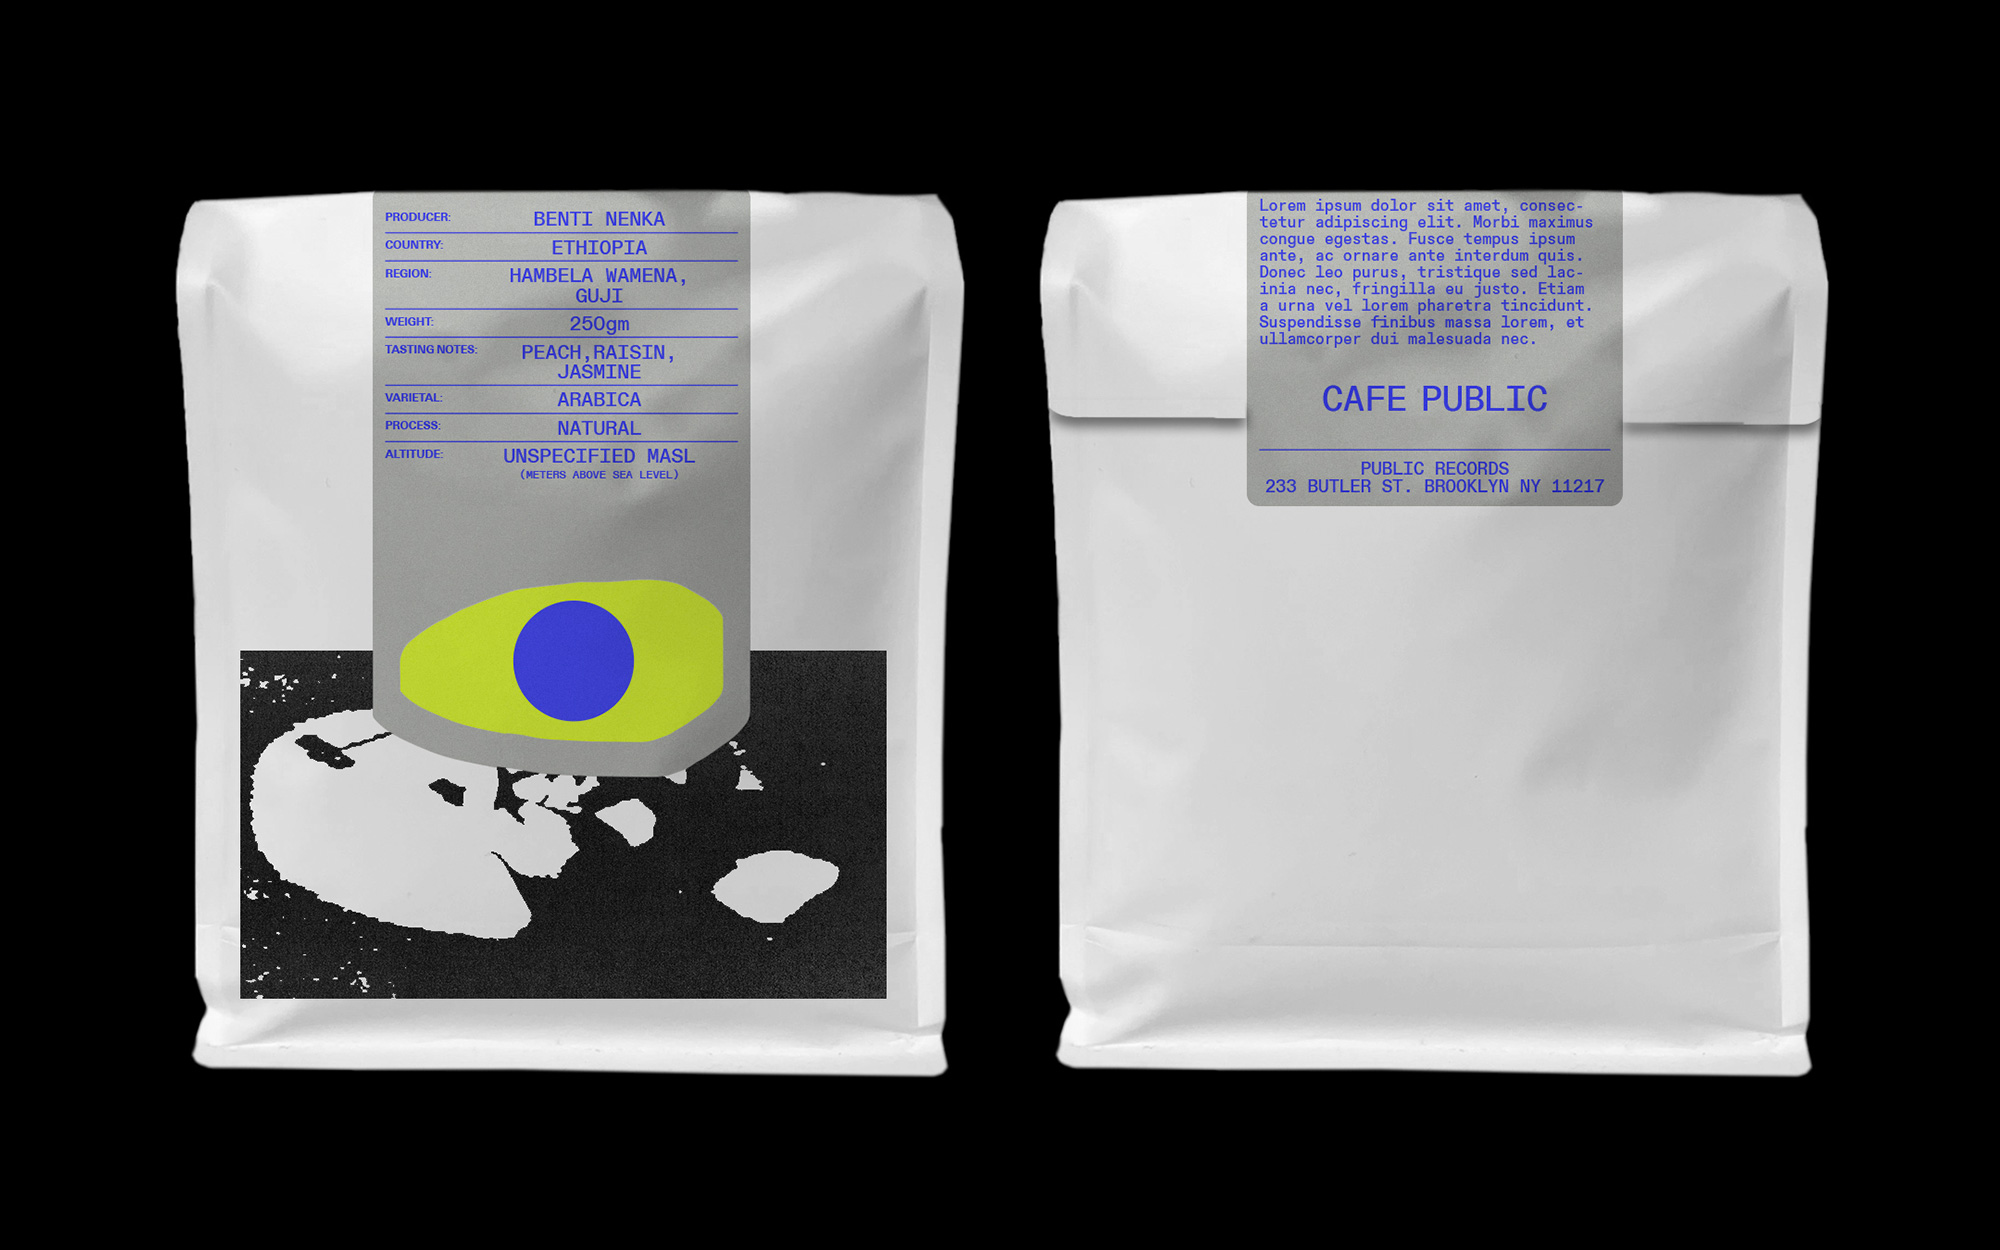 PRODUCER: BENTI NENKA
COUNTRY: ETHIOPIA
REGION: HAMBELA WAMENA,
GUJI
WEIGHT: 250gm
TASTING NOTES: PEACH,RAISIN,
JASMINE
VARIETAL: ARABICA
PROCESS: NATURAL
ALTITUDE: UNSPECIFIED MASL
(METERS ABOVE SEA LEVEL)
Lorem ipsum dolor sit amet, consec-
tetur adipiscing elit. Morbi maximus
congue egestas. Fusce tempus ipsum
ante, ac ornare ante interdum quis.
Donec leo purus, tristique sed lac-
inia nec, fringilla eu justo. Etiam
a urna vel lorem pharetra tincidunt.
Suspendisse finibus massa lorem, et
ullamcorper dui malesuada nec.
CAFE PUBLIC
PUBLIC RECORDS
233 BUTLER ST. BROOKLYN NY 11217